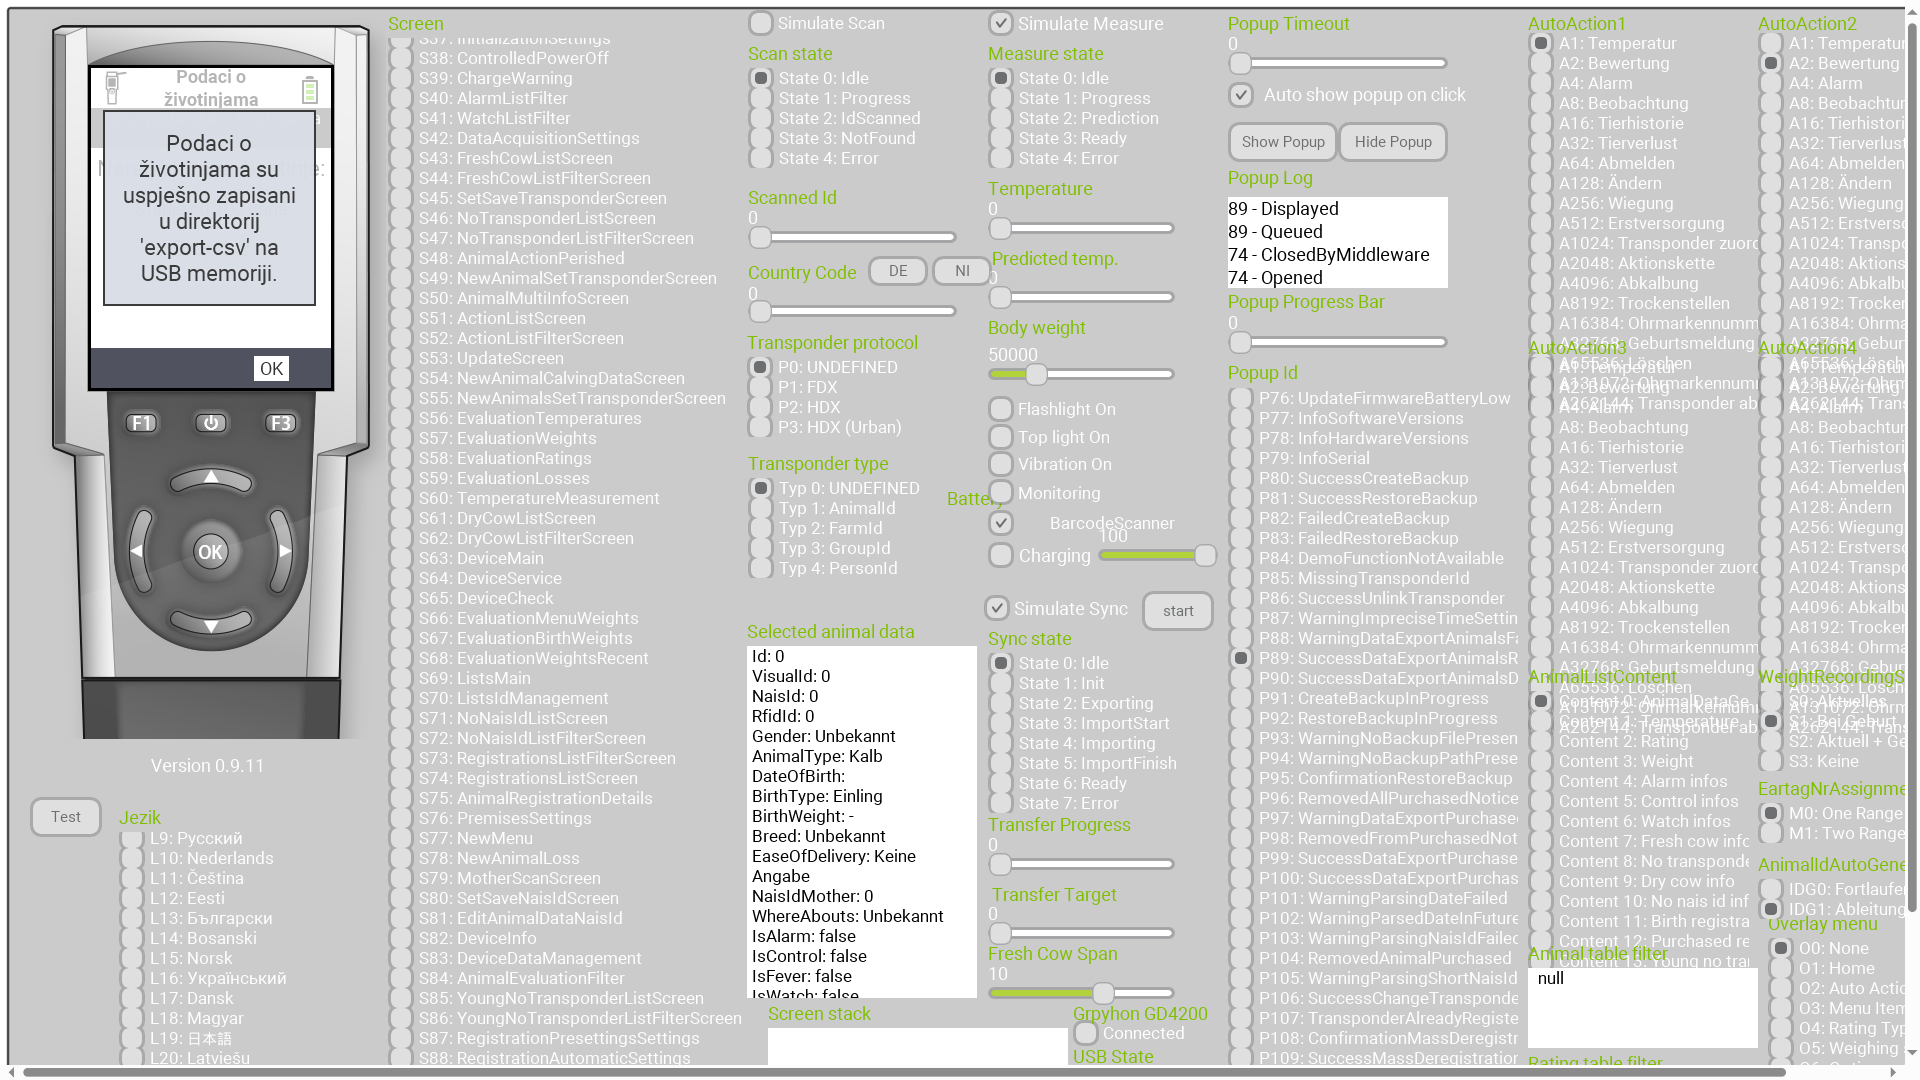 Podaci o
životinjama
Podaci o
životinjama su
uspješno zapisani
u direktorij
'export-csv' na
USB memoriji.
OK
F1
F3
OK
Version 0.9.11
Test
Jezik
L9: Русский
L10: Nederlands
L11: Čeština
L12: Eesti
L13: Български
L14: Bosanski
L15: Norsk
L16: Український
L17: Dansk
L18: Magyar
L19: 日本語
L20: Latviešu
Screen
S37: InitializationSettings
S38: ControlledPowerOff
S39: ChargeWarning
S40: AlarmListFilter
S41: WatchListFilter
S42: DataAcquisitionSettings
S43: FreshCowListScreen
S44: FreshCowListFilterScreen
S45: SetSaveTransponderScreen
S46: NoTransponderListScreen
S47: NoTransponderListFilterScreen
S48: AnimalActionPerished
S49: NewAnimalSetTransponderScreen
S50: AnimalMultiInfoScreen
S51: ActionListScreen
S52: ActionListFilterScreen
S53: UpdateScreen
S54: NewAnimalCalvingDataScreen
S55: NewAnimalsSetTransponderScreen
S56: EvaluationTemperatures
S57: EvaluationWeights
S58: EvaluationRatings
S59: EvaluationLosses
S60: TemperatureMeasurement
S61: DryCowListScreen
S62: DryCowListFilterScreen
S63: DeviceMain
S64: DeviceService
S65: DeviceCheck
S66: EvaluationMenuWeights
S67: EvaluationBirthWeights
S68: EvaluationWeightsRecent
S69: ListsMain
S70: ListsIdManagement
S71: NoNaisIdListScreen
S72: NoNaisIdListFilterScreen
S73: RegistrationsListFilterScreen
S74: RegistrationsListScreen
S75: AnimalRegistrationDetails
S76: PremisesSettings
S77: NewMenu
S78: NewAnimalLoss
S79: MotherScanScreen
S80: SetSaveNaisIdScreen
S81: EditAnimalDataNaisId
S82: DeviceInfo
S83: DeviceDataManagement
S84: AnimalEvaluationFilter
S85: YoungNoTransponderListScreen
S86: YoungNoTransponderListFilterScreen
S87: RegistrationPresettingsSettings
S88: RegistrationAutomaticSettings
Simulate Scan
Scan state
State 0: Idle
State 1: Progress
State 2: IdScanned
State 3: NotFound
State 4: Error
Scanned Id
0
Country Code
DE
NI
0
Transponder protocol
P0: UNDEFINED
P1: FDX
P2: HDX
P3: HDX (Urban)
Transponder type
Typ 0: UNDEFINED
Typ 1: AnimalId
Typ 2: FarmId
Typ 3: GroupId
Typ 4: PersonId
Selected animal data
Id: 0
VisualId: 0
NaisId: 0
RfidId: 0
Gender: Unbekannt
AnimalType: Kalb
DateOfBirth:
BirthType: Einling
BirthWeight: -
Breed: Unbekannt
EaseOfDelivery: Keine
Angabe
NaisIdMother: 0
WhereAbouts: Unbekannt
IsAlarm: false
IsControl: false
IsFever: false
IsWatch: false
Screen stack
Simulate Measure
Measure state
State 0: Idle
State 1: Progress
State 2: Prediction
State 3: Ready
State 4: Error
Temperature
0
Predicted temp.
0
Body weight
50000
Flashlight On
Top light On
Vibration On
Monitoring
Battery
BarcodeScanner
100
Charging
Simulate Sync
start
Sync state
State 0: Idle
State 1: Init
State 2: Exporting
State 3: ImportStart
State 4: Importing
State 5: ImportFinish
State 6: Ready
State 7: Error
Transfer Progress
0
Transfer Target
0
Fresh Cow Span
10
Grpyhon GD4200
Connected
USB State
Popup Timeout
0
Auto show popup on click
Show Popup
Hide Popup
Popup Log
89 - Displayed
89 - Queued
74 - ClosedByMiddleware
74 - Opened
Popup Progress Bar
0
Popup Id
P76: UpdateFirmwareBatteryLow
P77: InfoSoftwareVersions
P78: InfoHardwareVersions
P79: InfoSerial
P80: SuccessCreateBackup
P81: SuccessRestoreBackup
P82: FailedCreateBackup
P83: FailedRestoreBackup
P84: DemoFunctionNotAvailable
P85: MissingTransponderId
P86: SuccessUnlinkTransponder
P87: WarningImpreciseTimeSettin
P88: WarningDataExportAnimalsFa
P89: SuccessDataExportAnimalsR
P90: SuccessDataExportAnimalsD
P91: CreateBackupInProgress
P92: RestoreBackupInProgress
P93: WarningNoBackupFilePresen
P94: WarningNoBackupPathPrese
P95: ConfirmationRestoreBackup
P96: RemovedAllPurchasedNotice
P97: WarningDataExportPurchase
P98: RemovedFromPurchasedNot
P99: SuccessDataExportPurchase
P100: SuccessDataExportPurchas
P101: WarningParsingDateFailed
P102: WarningParsedDateInFuture
P103: WarningParsingNaisIdFailed
P104: RemovedAnimalPurchased
P105: WarningParsingShortNaisId
P106: SuccessChangeTransponde
P107: TransponderAlreadyRegiste
P108: ConfirmationMassDeregistr
P109: SuccessMassDeregistration
AutoAction1
A1: Temperatur
A2: Bewertung
A4: Alarm
A8: Beobachtung
A16: Tierhistorie
A32: Tierverlust
A64: Abmelden
A128: Ändern
A256: Wiegung
A512: Erstversorgung
A1024: Transponder zuord
A2048: Aktionskette
A4096: Abkalbung
A8192: Trockenstellen
A16384: Ohrmarkennumm
A32768: Geburtsmeldung
A65536: Löschen
A131072: Ohrmarkennum
A262144: Transponder ab
AutoAction3
A1: Temperatur
A2: Bewertung
A4: Alarm
A8: Beobachtung
A16: Tierhistorie
A32: Tierverlust
A64: Abmelden
A128: Ändern
A256: Wiegung
A512: Erstversorgung
A1024: Transponder zuord
A2048: Aktionskette
A4096: Abkalbung
A8192: Trockenstellen
A16384: Ohrmarkennumm
A32768: Geburtsmeldung
A65536: Löschen
A131072: Ohrmarkennum
A262144: Transponder ab
AnimalListContent
Content 0: AnimalDataGe
Content 1: Temperature
Content 2: Rating
Content 3: Weight
Content 4: Alarm infos
Content 5: Control infos
Content 6: Watch infos
Content 7: Fresh cow info
Content 8: No transponde
Content 9: Dry cow info
Content 10: No nais id inf
Content 11: Birth registra
Content 12: Purchased re
Content 13: Young no tran
Animal table filter
null
Rating table filter
AutoAction2
A1: Temperatur
A2: Bewertung
A4: Alarm
A8: Beobachtun
A16: Tierhistori
A32: Tierverlust
A64: Abmelden
A128: Ändern
A256: Wiegung
A512: Erstverso
A1024: Transpo
A2048: Aktions
A4096: Abkalbu
A8192: Trocken
A16384: Ohrma
A32768: Gebur
A65536: Lösch
A131072: Ohrm
A262144: Trans
AutoAction4
A1: Temperatur
A2: Bewertung
A4: Alarm
A8: Beobachtun
A16: Tierhistori
A32: Tierverlust
A64: Abmelden
A128: Ändern
A256: Wiegung
A512: Erstverso
A1024: Transpo
A2048: Aktions
A4096: Abkalbu
A8192: Trocken
A16384: Ohrma
A32768: Gebur
A65536: Lösch
A131072: Ohrm
A262144: Trans
WeightRecordingS
S0: Aktuelles
S1: Bei Geburt
S2: Aktuell + Ge
S3: Keine
EartagNrAssignme
M0: One Range
M1: Two Range
AnimalIdAutoGene
IDG0: Fortlaufen
IDG1: Ableitung
Overlay menu
O0: None
O1: Home
O2: Auto Actio
O3: Menu Item
O4: Rating Typ
O5: Weighing